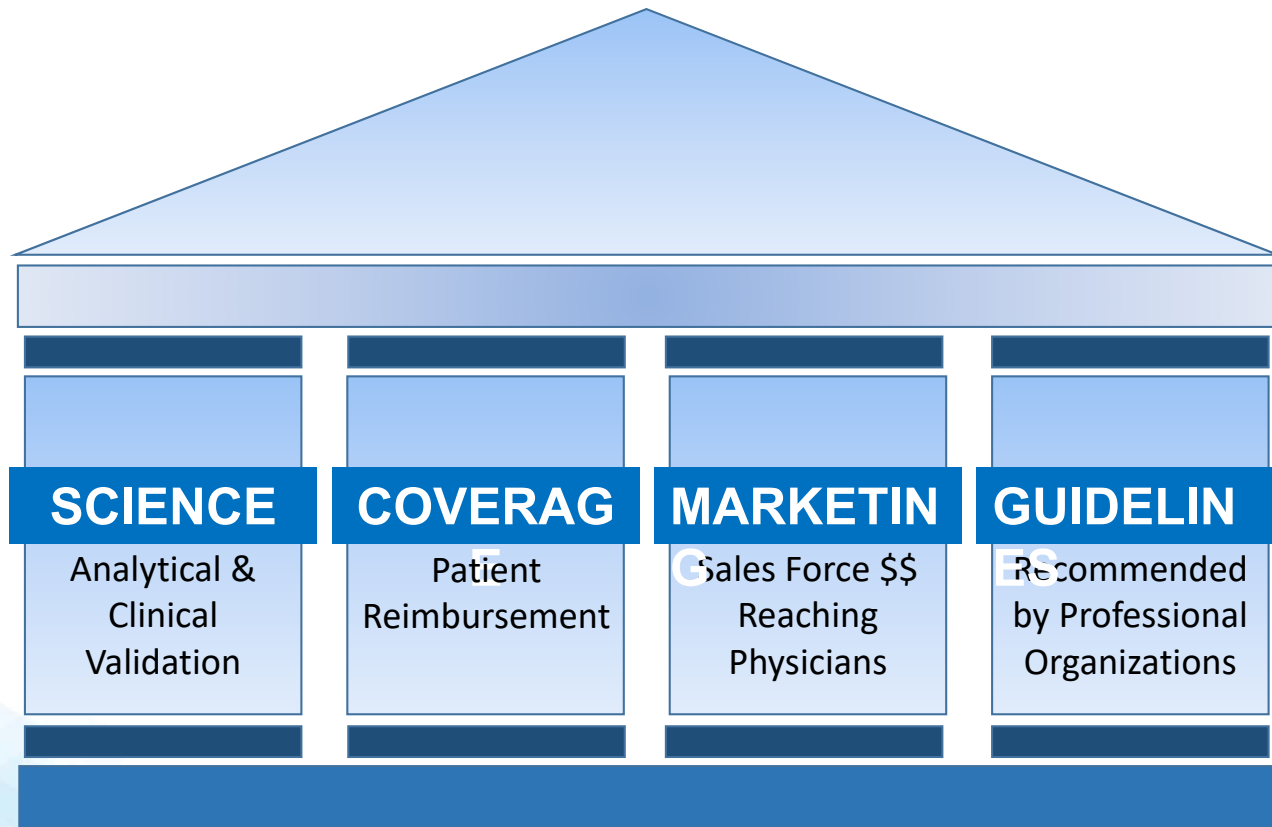 SCIENCE
Analytical &
Clinical
Validation
COVERAG
E
Patient
Reimbursement
MARKETIN
G
Sales Force $$
Reaching
Physicians
GUIDELIN
ES
Recommended
by Professional
Organizations